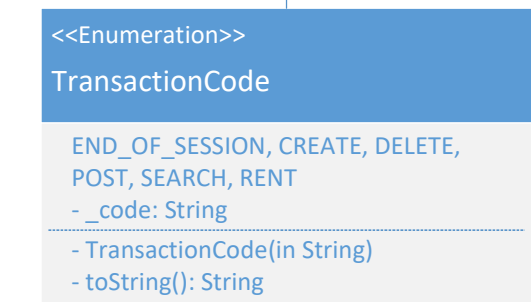 <<Enumeration>>
TransactionCode
END_OF_SESSION, CREATE, DELETE,
POST, SEARCH, RENT
- _code: String
- TransactionCode(in String)
- toString(): String